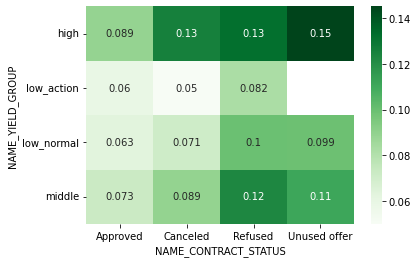 high 0.089 0.13 0.13 0.15 0.14
low_action 0.06 0.05 0.082 0.12
low_normal 0.063 0.071 0.1 0.099 0.10
middle 0.073 0.089 0.12 0.11 0.08
0.06
Approved Canceled Refused Unused offer
NAME_CONTRACT_STATUS
NAME_YIELD_GROUP